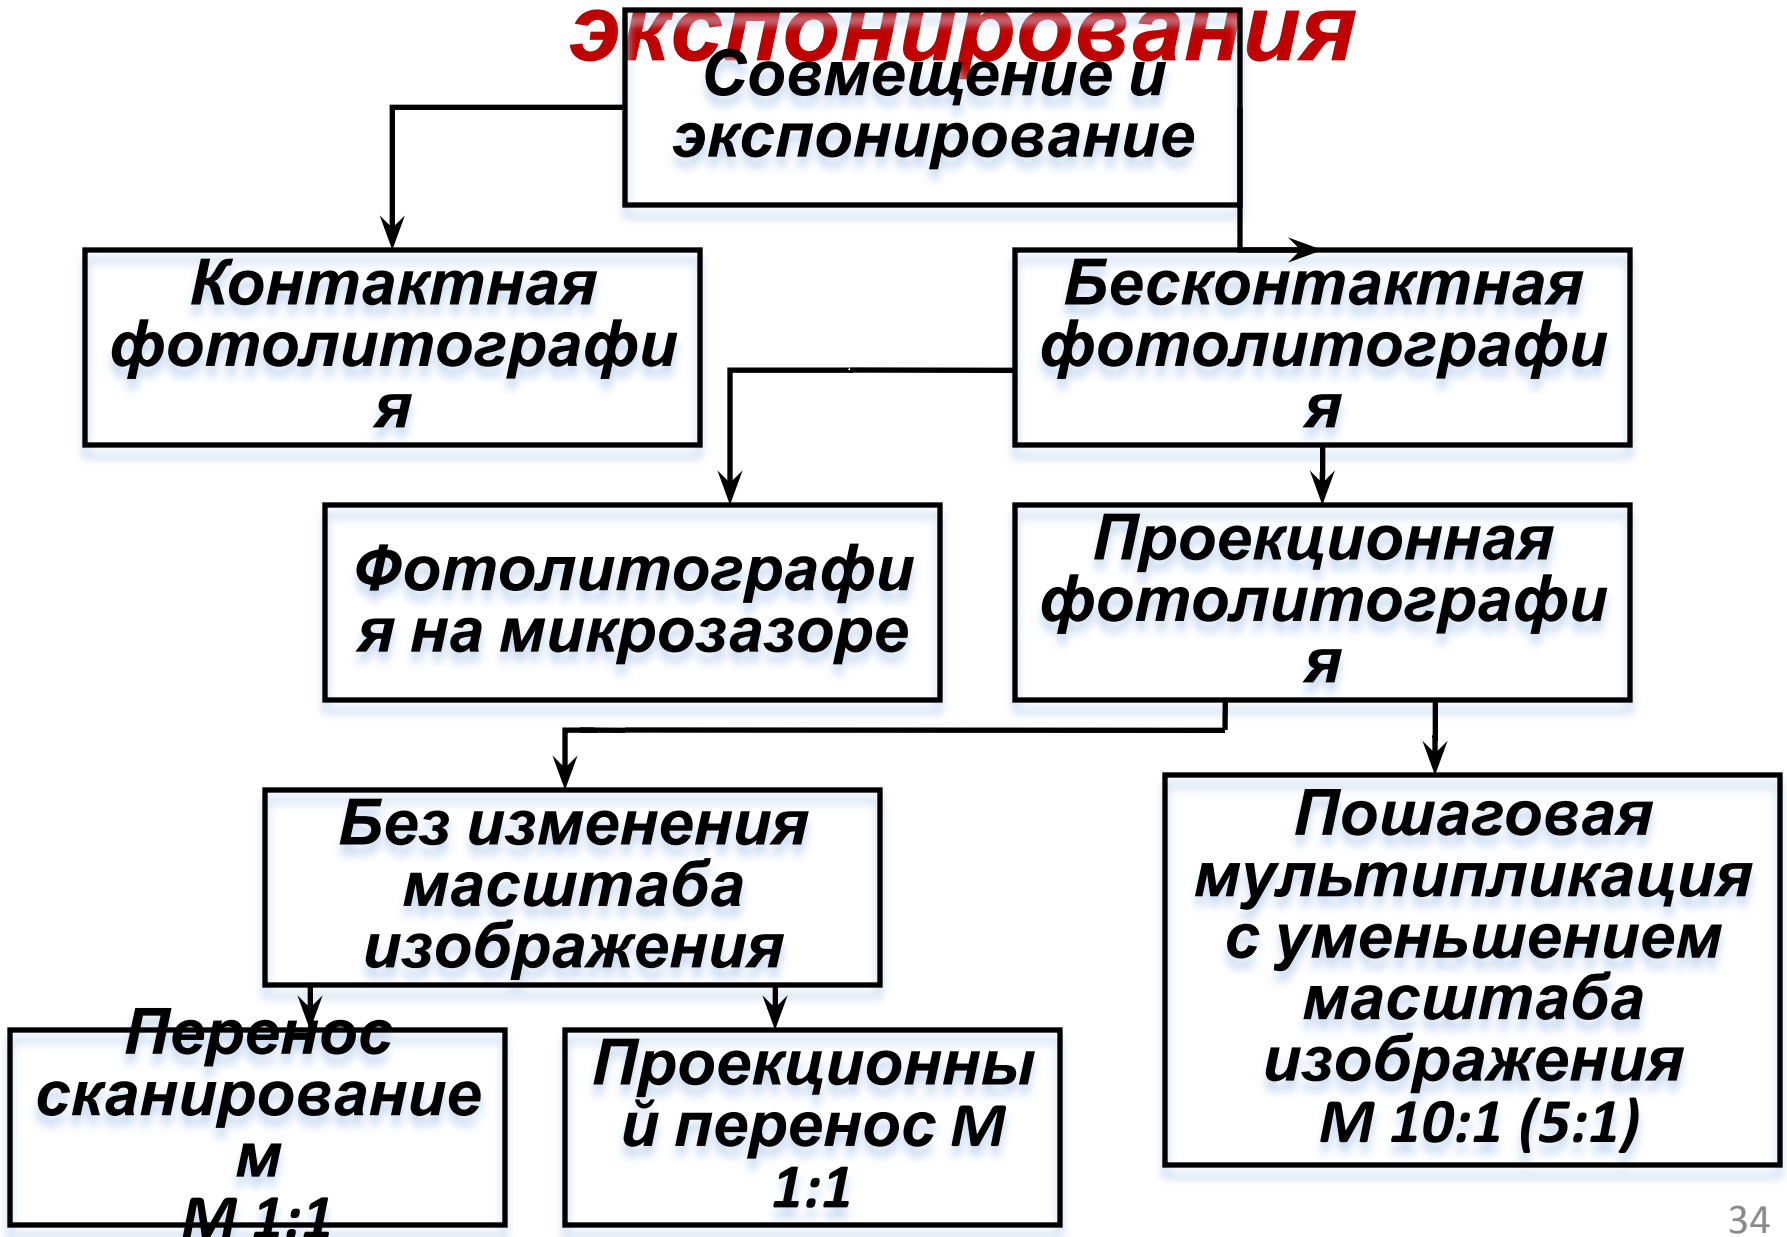 экспонирования
Совмещение и
экспонирование
Контактная
фотолитографи
я
Бесконтактная
фотолитографи
я
Фотолитографи
я на микрозазоре
Проекционная
фотолитографи
я
Без изменения
масштаба
изображения
Пошаговая
мультипликация
с уменьшением
масштаба
изображения
М 10:1 (5:1)
Перенос
сканирование
м
М 1:1
Проекционны
й перенос М
1:1
34